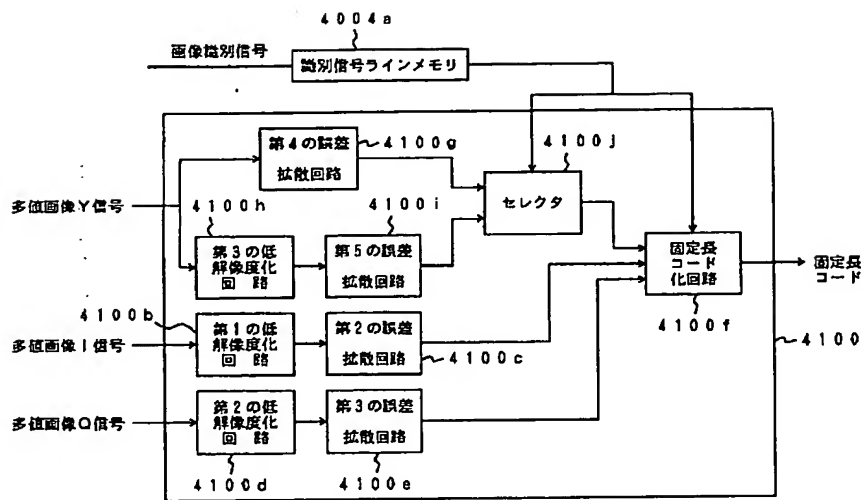 4004a
画像識別信号
識別信号ラインメモリ
第4の誤差
拡散回路
4100g
4100j
セレクタ
多値画像Y信号
4100h
4100i
第3の低
解像度化
回 路
第5の誤差
拡散回路
固定長
コード
化回路
固定長
コード
4100f
4100b
第1の低
解像度化
回 路
第2の誤差
拡散回路
4100
多値画像I信号
4100c
第2の低
解像度化
回 路
第3の誤差
拡散回路
多値画像Q信号
4100d
4100e